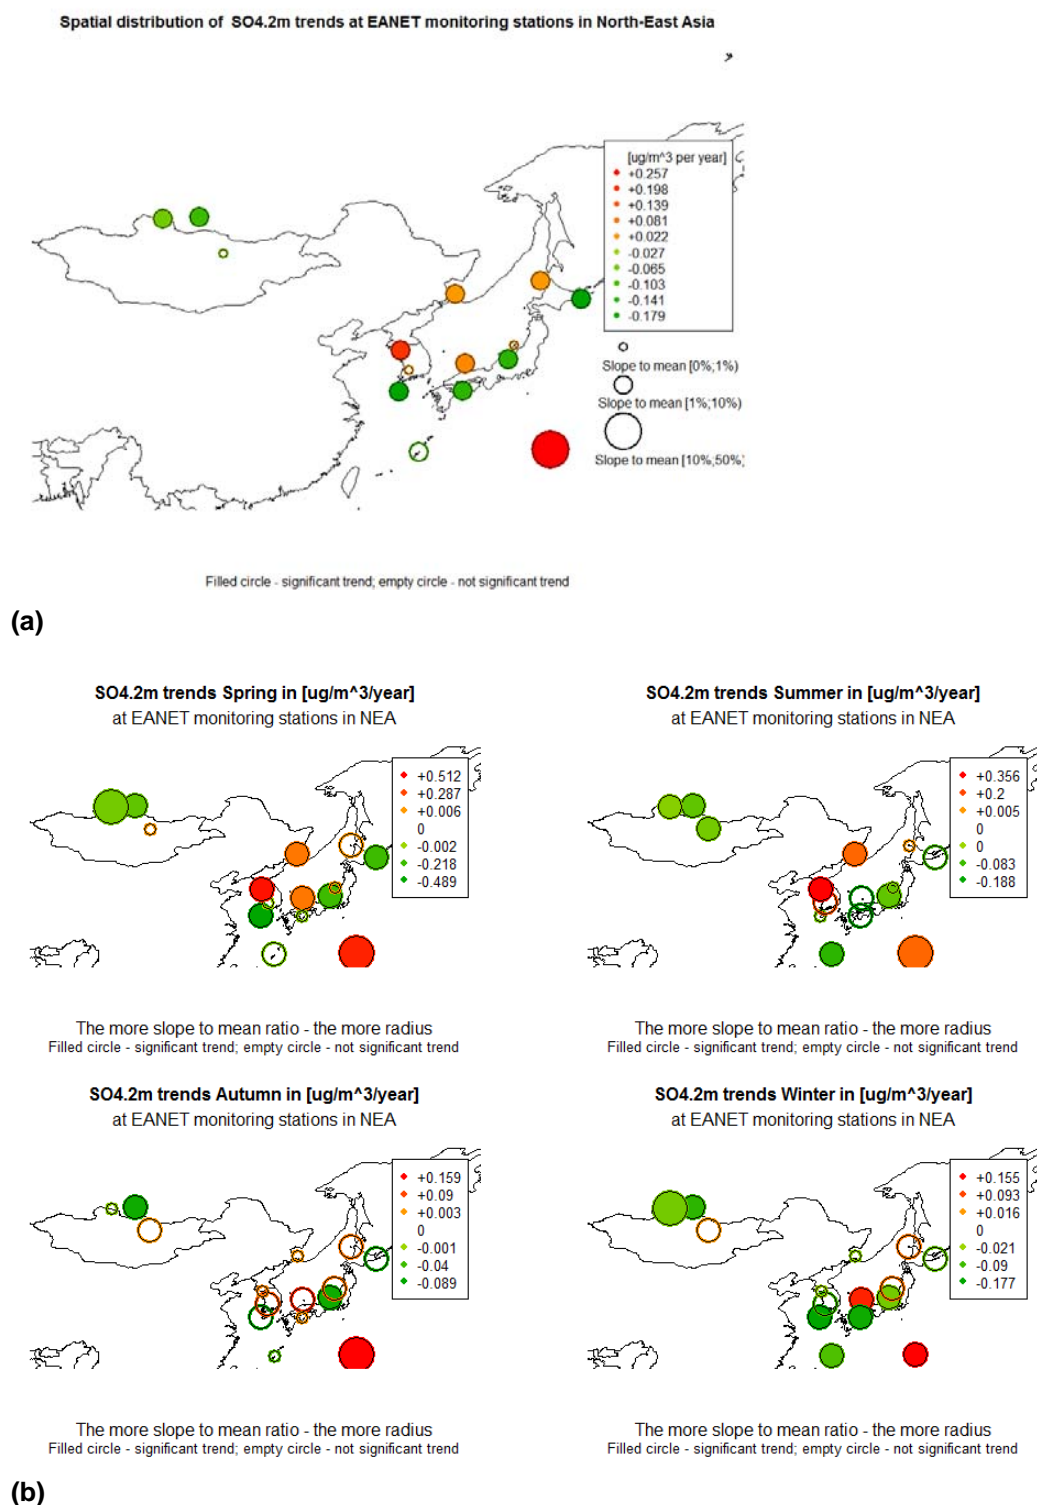 Spatial distribution of SO4.2m trends at EANET monitoring stations in North-East Asia
[ug/m^3 per year]
+0.257
+0.198
+0.139
+0.081
+0.022
-0.027
-0.065
-0.103
-0.141
-0.179
Slope to mean [0%;1%)
Slope to mean [1%;10%)
Slope to mean [10%;50%;
Filled circle - significant trend; empty circle - not significant trend
(a)
SO4.2m trends Spring in [ug/m^3/year]
at EANET monitoring stations in NEA
+0.512
+0.287
+0.006
0
-0.002
-0.218
-0.489
The more slope to mean ratio - the more radius
Filled circle - significant trend; empty circle - not significant trend
SO4.2m trends Summer in [ug/m^3/year]
at EANET monitoring stations in NEA
+0.356
+0.2
+0.005
0
0
-0.083
-0.188
The more slope to mean ratio - the more radius
Filled circle - significant trend; empty circle - not significant trend
SO4.2m trends Autumn in [ug/m^3/year]
at EANET monitoring stations in NEA
+0.159
+0.09
+0.003
0
-0.001
-0.04
-0.089
The more slope to mean ratio - the more radius
Filled circle - significant trend; empty circle - not significant trend
SO4.2m trends Winter in [ug/m^3/year]
at EANET monitoring stations in NEA
+0.155
+0.093
+0.016
0
-0.021
-0.09
-0.177
The more slope to mean ratio - the more radius
Filled circle - significant trend; empty circle - not significant trend
(b)